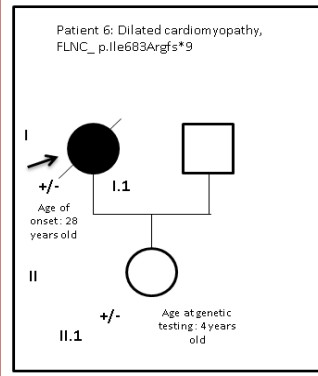 Patient 6: Dilated cardiomyopathy,
FLNC_ p.Ile683Argfs*9
I
+/-
I.1
Age of
onset: 28
years old
II
+/-
Age at genetic
testing: 4 years
old
II.1